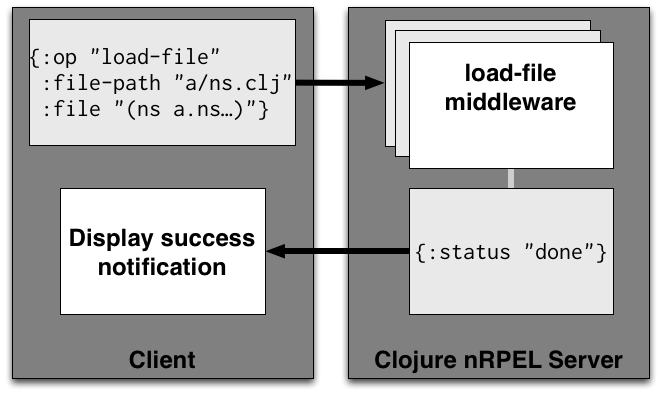 {:op "load-file"
:file-path "a/ns.clj"
:file "(ns a.ns…)"}
load-file
middleware
Display success
notification
{:status "done"}
Client
Clojure nRPEL Server